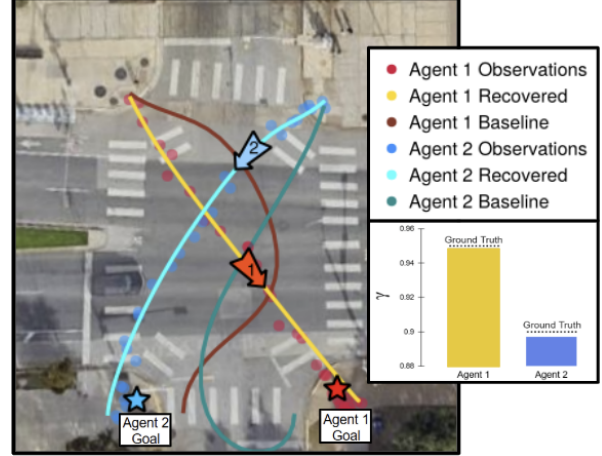 Agent 1 Observations
Agent 1 Recovered
Agent 1 Baseline
Agent 2 Observations
Agent 2 Recovered
Agent 2 Baseline
2
1
0.96
Ground Truth
0.94
γ
0.92
Ground Truth
0.9
0.88
Agent 1
Agent 2
Agent 2
Goal
Agent 1
Goal